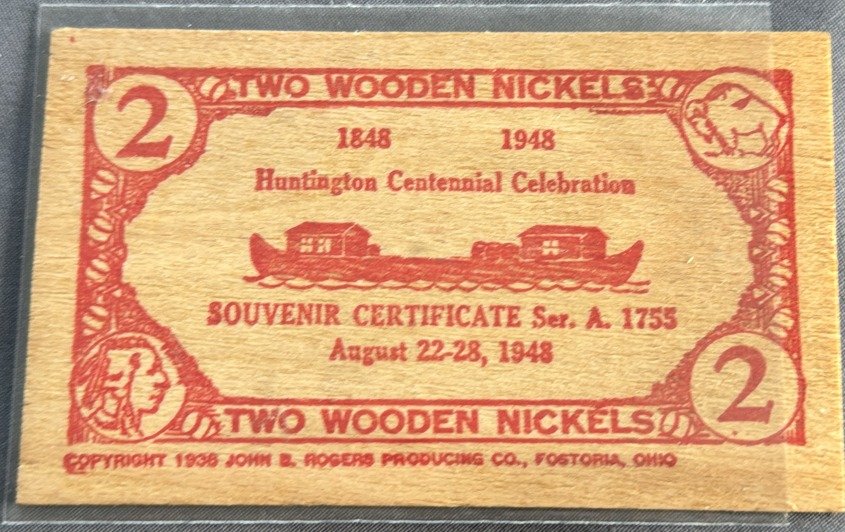 2 TWO WOODEN NICKELS
1848 1948
Huntington Centennial Celebration
SOUVENIR CERTIFICATE Ser. A. 1755
August 22-28, 1948
TWO WOODEN NICKELS 2
COPYRIGHT 1938 JOHN B. ROGERS PRODUCING CO., FOSTORIA, OHIO